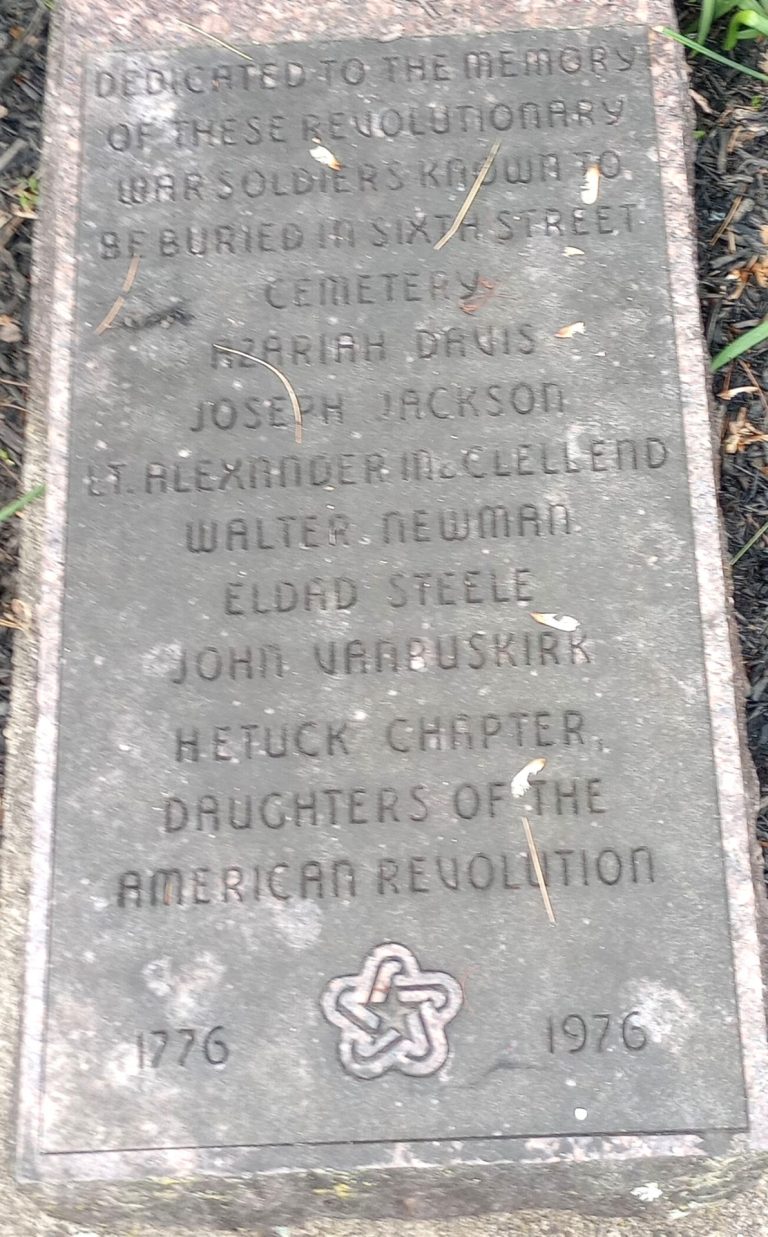 DEDICATED TO THE MEMORY
OF THESE REVOLUTIONARY
WAR SOLDIERS KNOWN TO
BE BURIED IN SIXTH STREET
CEMETERY
AZARIAH DAVIS
JOSEPH JACKSON
LT. ALEXANDER McCLELLEND
WALTER NEWMAN
ELDAD STEELE
JOHN VANBUSKIRK
HETUCK CHAPTER,
DAUGHTERS OF THE
AMERICAN REVOLUTION
1776 1976